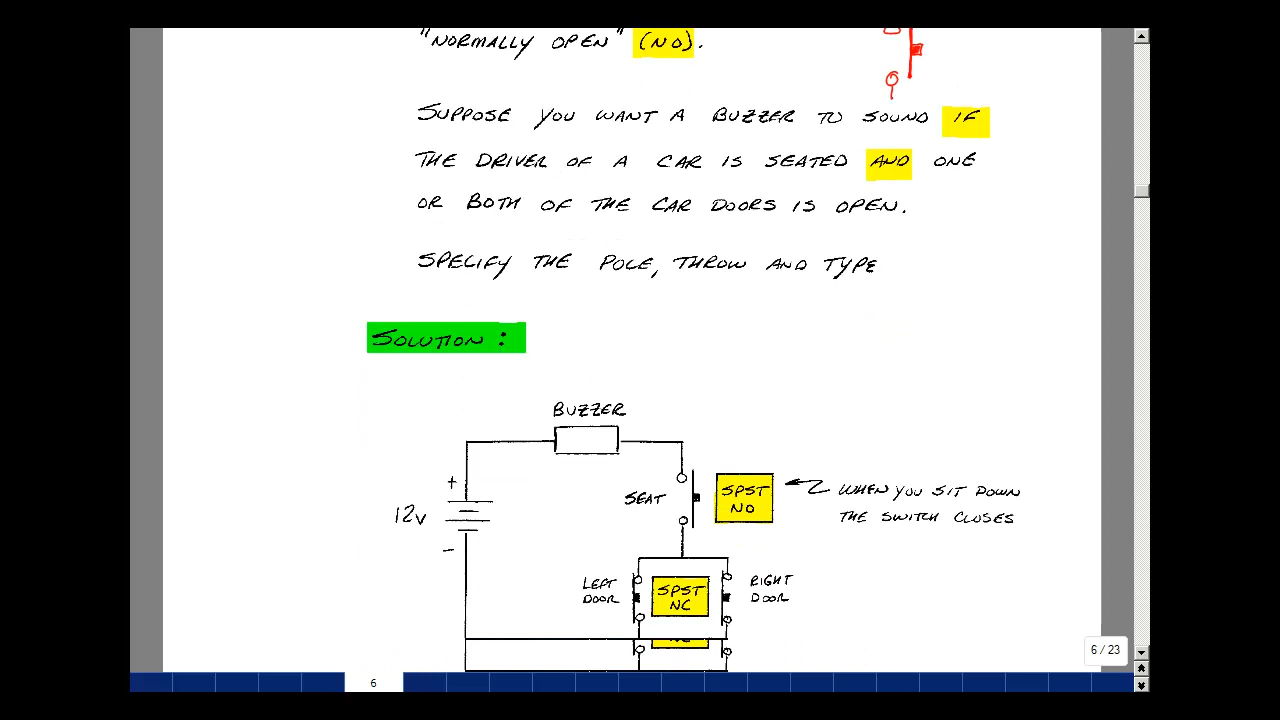 "NORMALLY OPEN" (NO).
SUPPOSE YOU WANT A BUZZER TO SOUND IF
THE DRIVER OF A CAR IS SEATED AND ONE
OR BOTH OF THE CAR DOORS IS OPEN.
SPECIFY THE POLE, THROW AND TYPE
SOLUTION:
BUZZER
+
12V
-
SEAT
SPST
NO
WHEN YOU SIT DOWN
THE SWITCH CLOSES
LEFT
DOOR
SPST
NC
RIGHT
DOOR
6 / 23
6